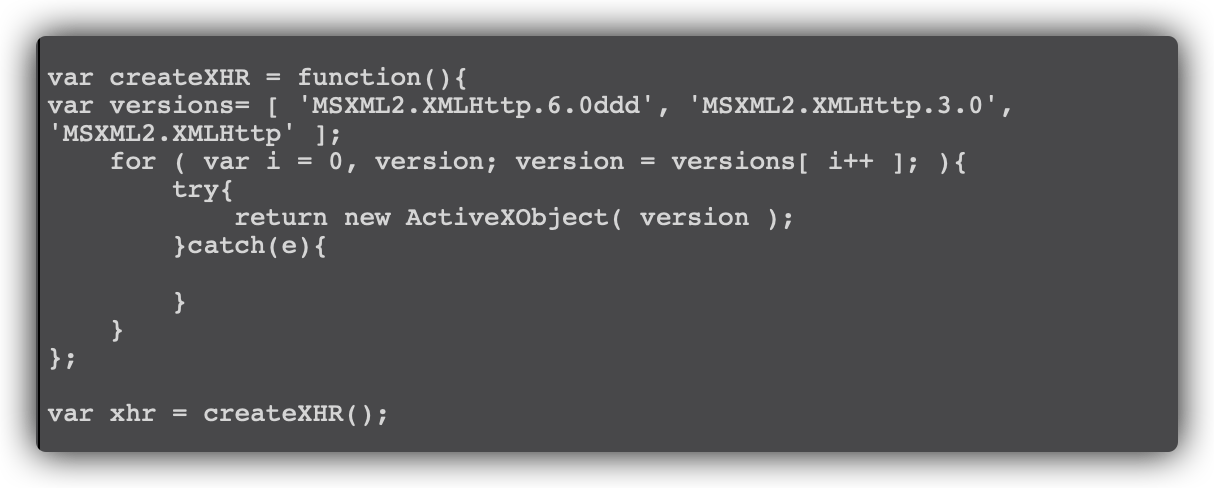 var createXHR = function(){
var versions= [ 'MSXML2.XMLHttp.6.0ddd', 'MSXML2.XMLHttp.3.0',
'MSXML2.XMLHttp' ];
    for ( var i = 0, version; version = versions[ i++ ]; ){
        try{
            return new ActiveXObject( version );
        }catch(e){

        }
    }
};

var xhr = createXHR();